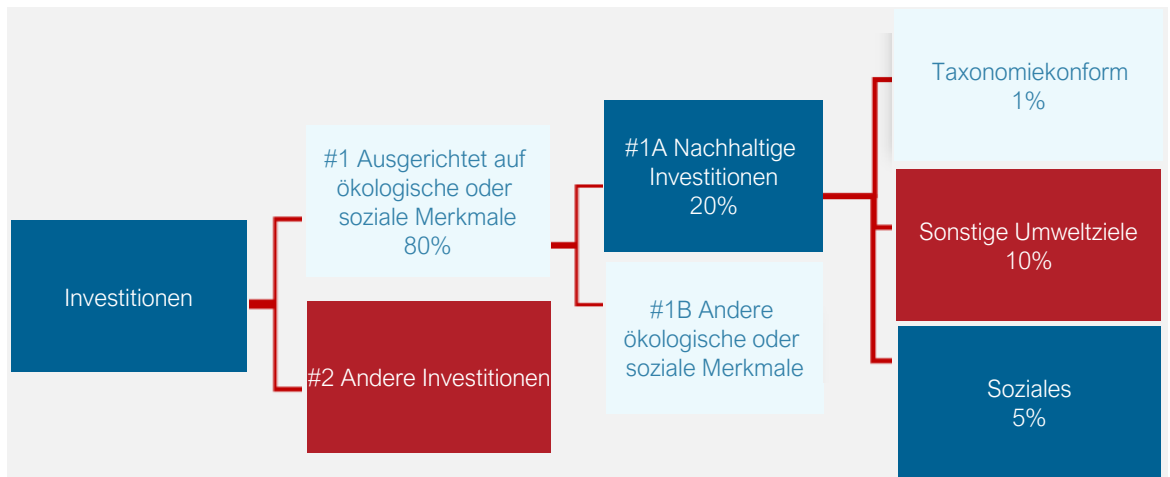 Investitionen
#1 Ausgerichtet auf
ökologische oder
soziale Merkmale
80%
#2 Andere Investitionen
#1A Nachhaltige
Investitionen
20%
#1B Andere
ökologische oder
soziale Merkmale
Taxonomiekonform
1%
Sonstige Umweltziele
10%
Soziales
5%